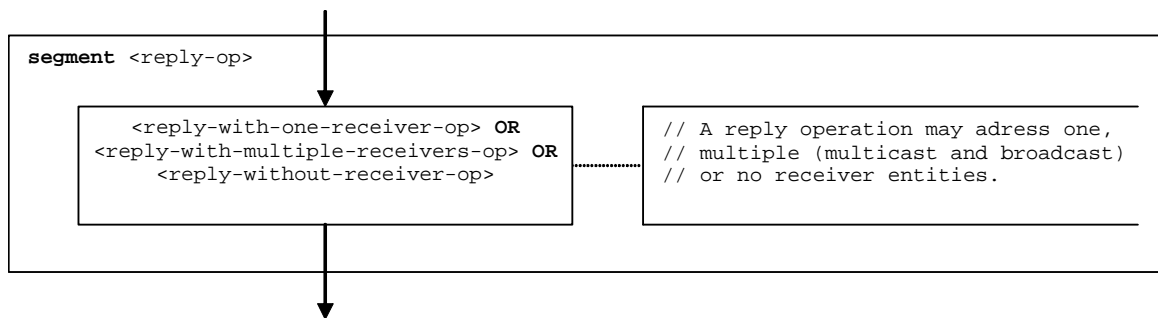 segment <reply-op>
<reply-with-one-receiver-op> OR
<reply-with-multiple-receivers-op> OR
<reply-without-receiver-op>
// A reply operation may adress one,
// multiple (multicast and broadcast)
// or no receiver entities.